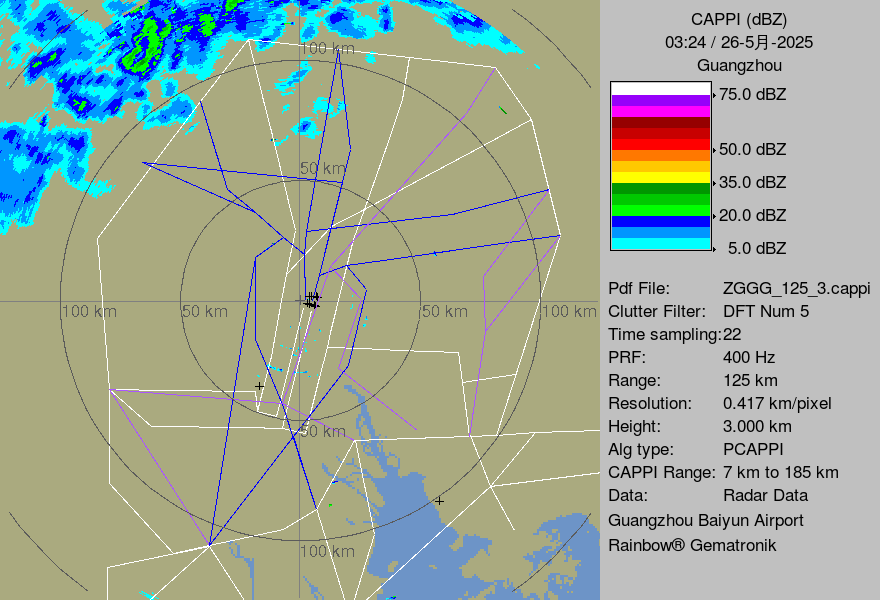 CAPPI (dBZ)
03:24 / 26-5月-2025
Guangzhou
75.0 dBZ
50.0 dBZ
35.0 dBZ
20.0 dBZ
5.0 dBZ
Pdf File: ZGGG_125_3.cappi
Clutter Filter: DFT Num 5
Time sampling:22
PRF: 400 Hz
Range: 125 km
Resolution: 0.417 km/pixel
Height: 3.000 km
Alg type: PCAPPI
CAPPI Range: 7 km to 185 km
Data: Radar Data
Guangzhou Baiyun Airport
Rainbow® Gematronik
100 km
50 km
100 km
50 km
50 km
100 km
50 km
100 km